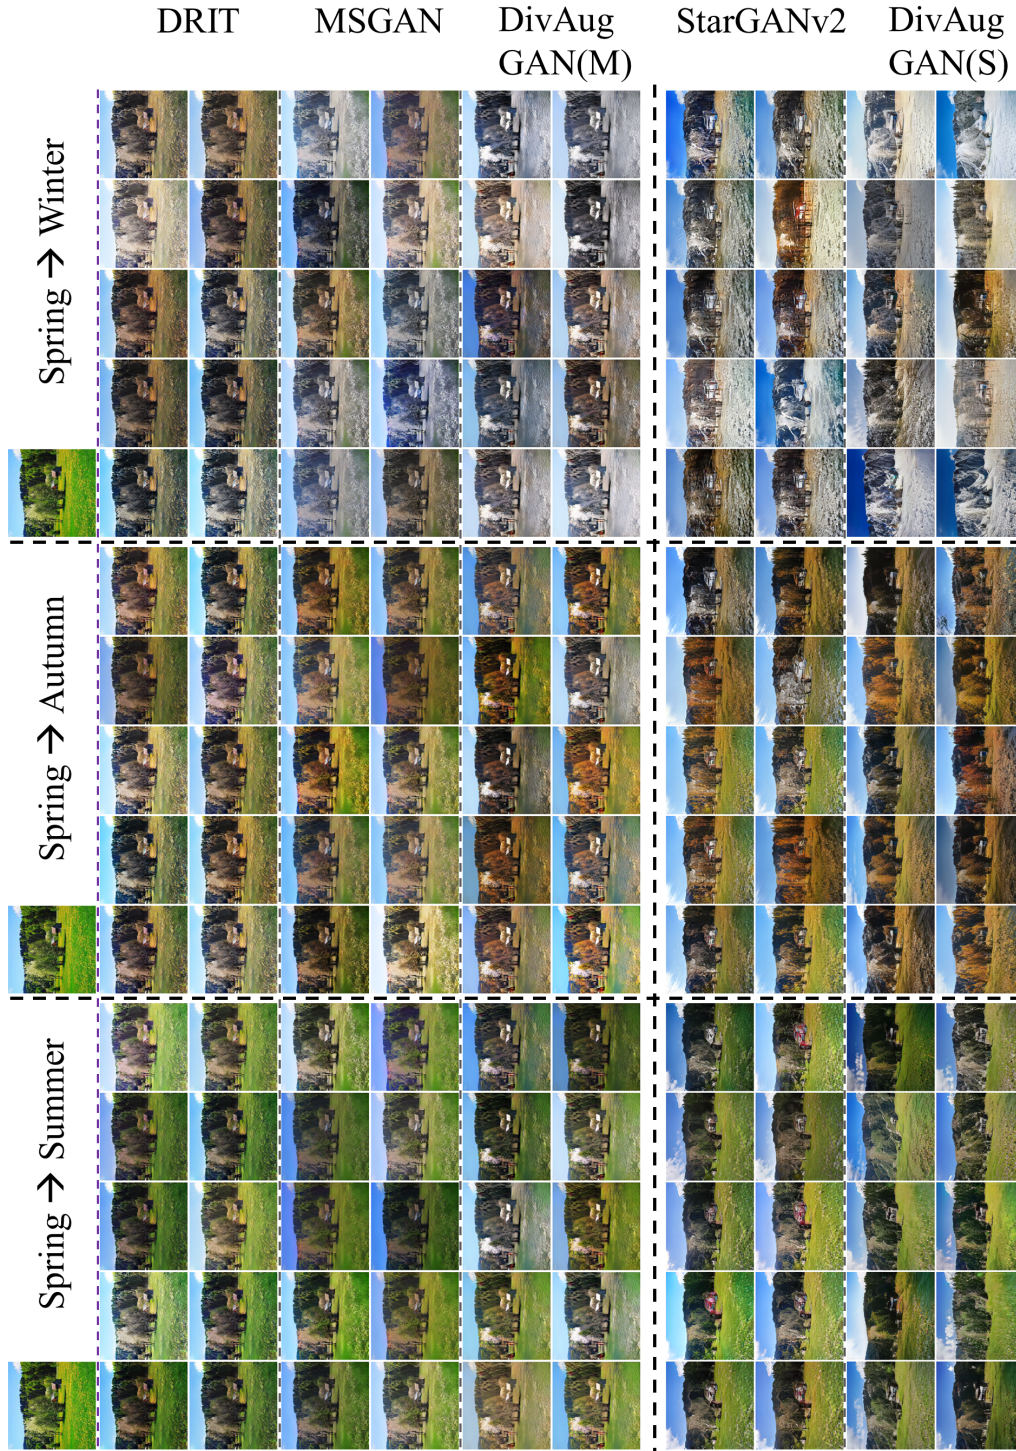 DRIT
MSGAN
DivAug
GAN(M)
StarGANv2
DivAug
GAN(S)
Spring → Winter
Spring → Autumn
Spring → Summer